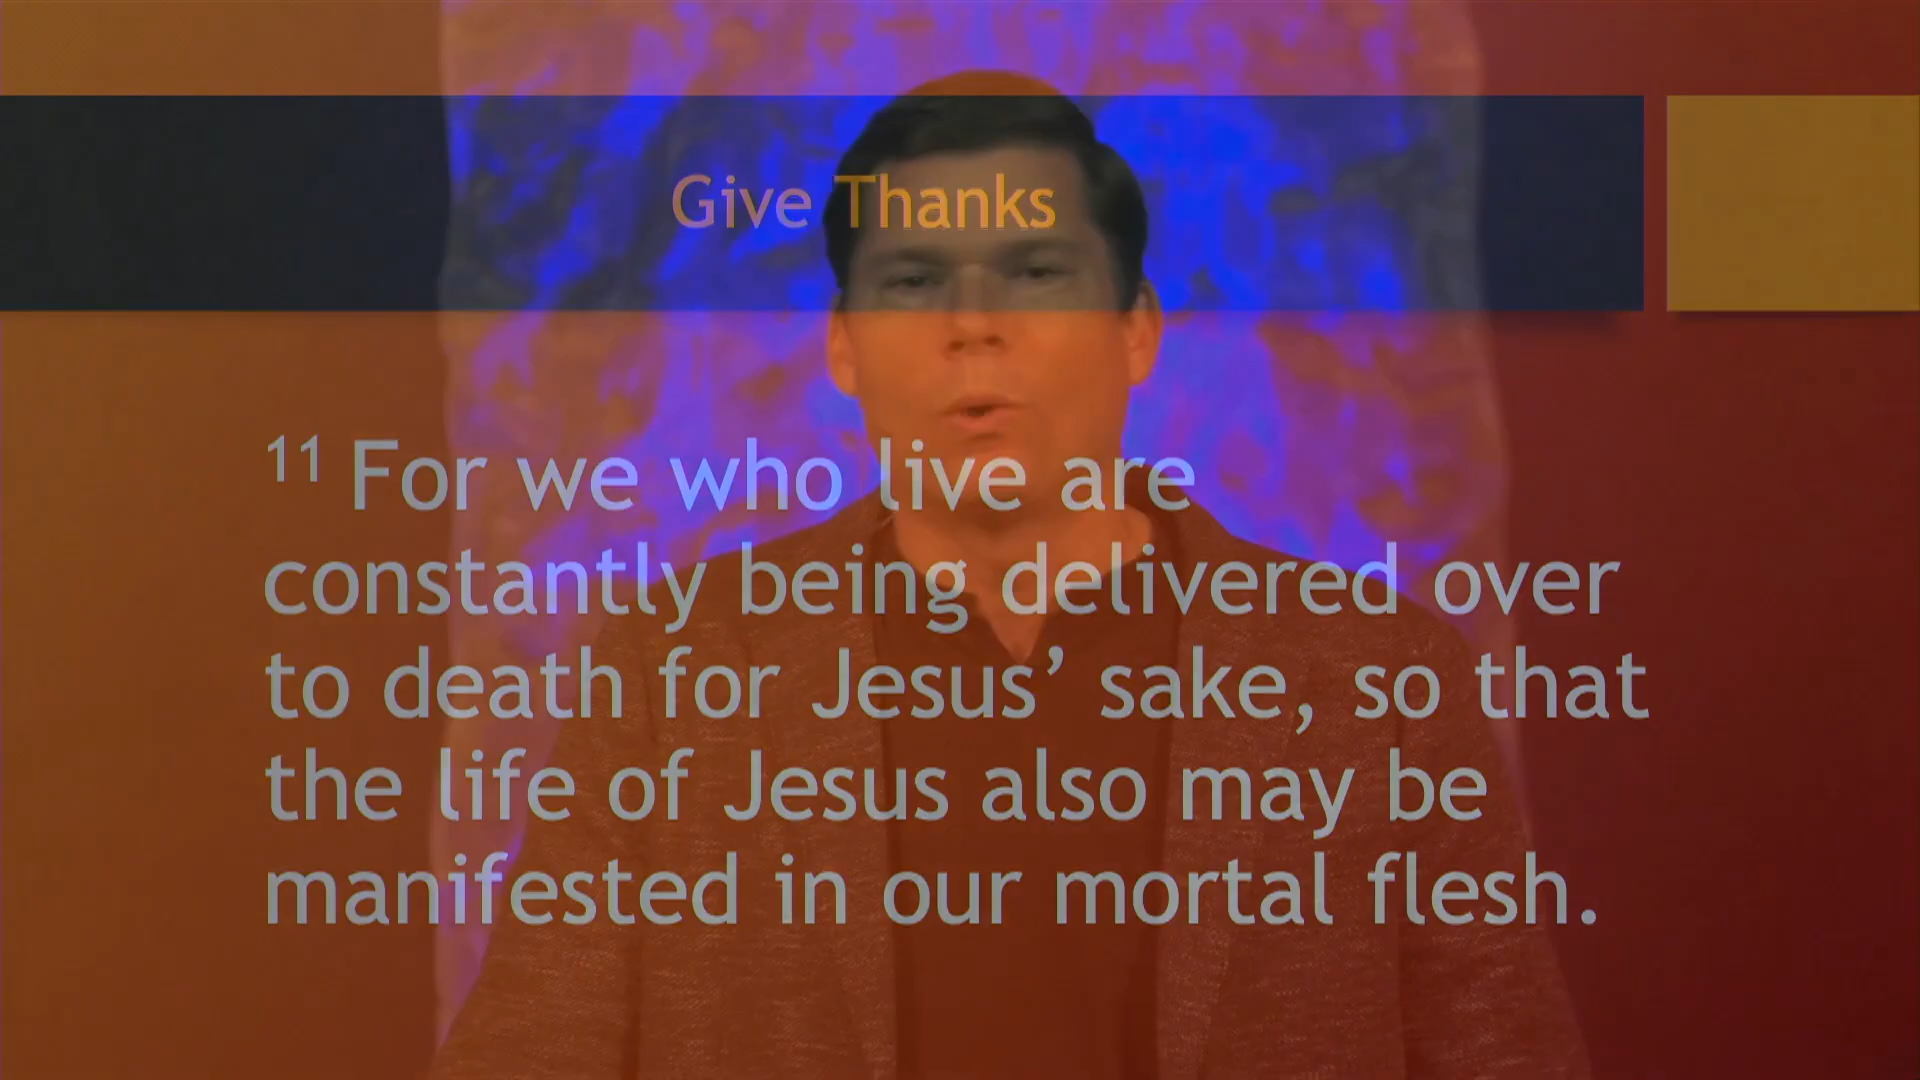 Give Thanks
11 For we who live are
constantly being delivered over
to death for Jesus’ sake, so that
the life of Jesus also may be
manifested in our mortal flesh.